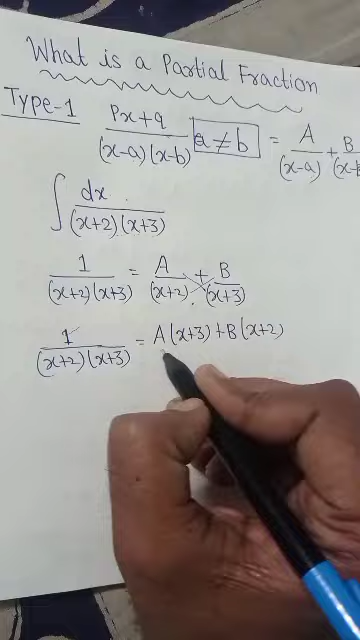 What is a Partial Fraction
Type-1 Px+q / (x-a)(x-b) a ≠ b = A / (x-a) + B / (x-b
∫ dx / (x+2)(x+3)
1 / (x+2)(x+3) = A / (x+2) + B / (x+3)
1 / (x+2)(x+3) = A(x+3) + B(x+2)